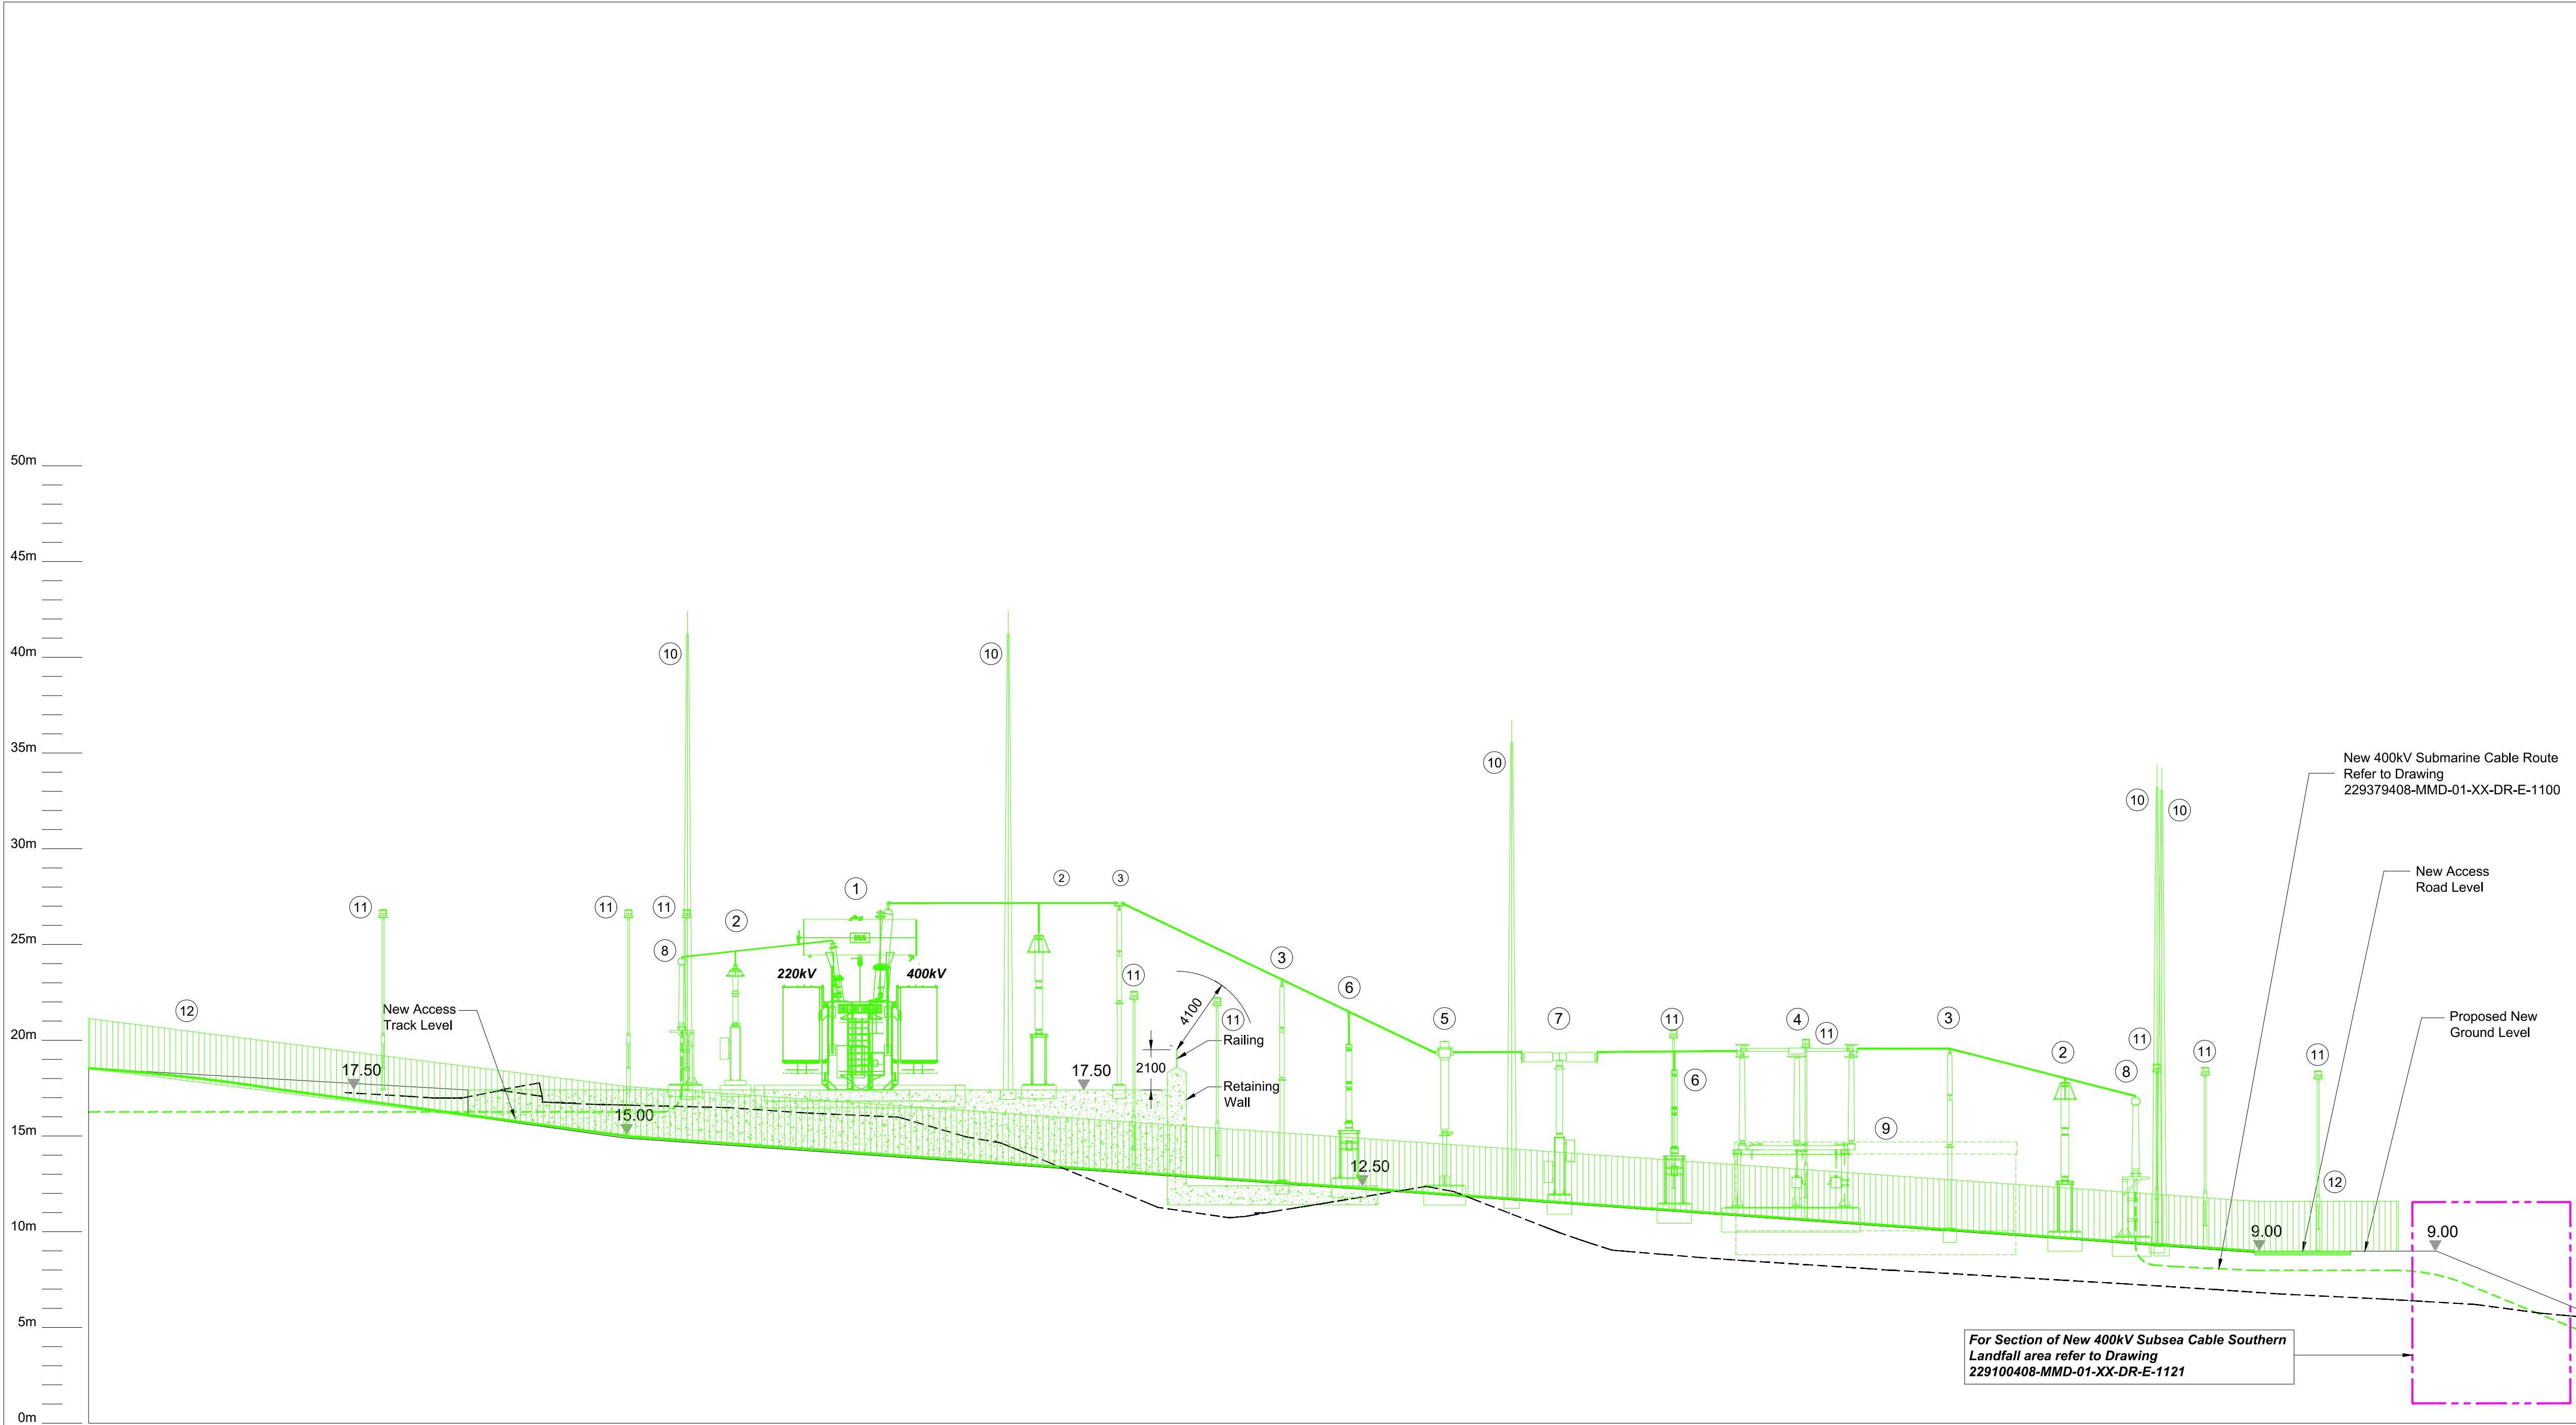 50m
45m
40m
35m
30m
25m
20m
15m
10m
5m
0m
10
10
10
10
10
New 400kV Submarine Cable Route
Refer to Drawing
229379408-MMD-01-XX-DR-E-1100
New Access
Road Level
Proposed New
Ground Level
11
11
11
8
2
1
2
3
220kV
400kV
12
New Access
Track Level
17.50
15.00
17.50
11
4100
11
Railing
2100
Retaining
Wall
3
6
5
7
11
6
4
11
3
9
2
8
11
11
11
12
12.50
9.00
9.00
For Section of New 400kV Subsea Cable Southern
Landfall area refer to Drawing
229100408-MMD-01-XX-DR-E-1121